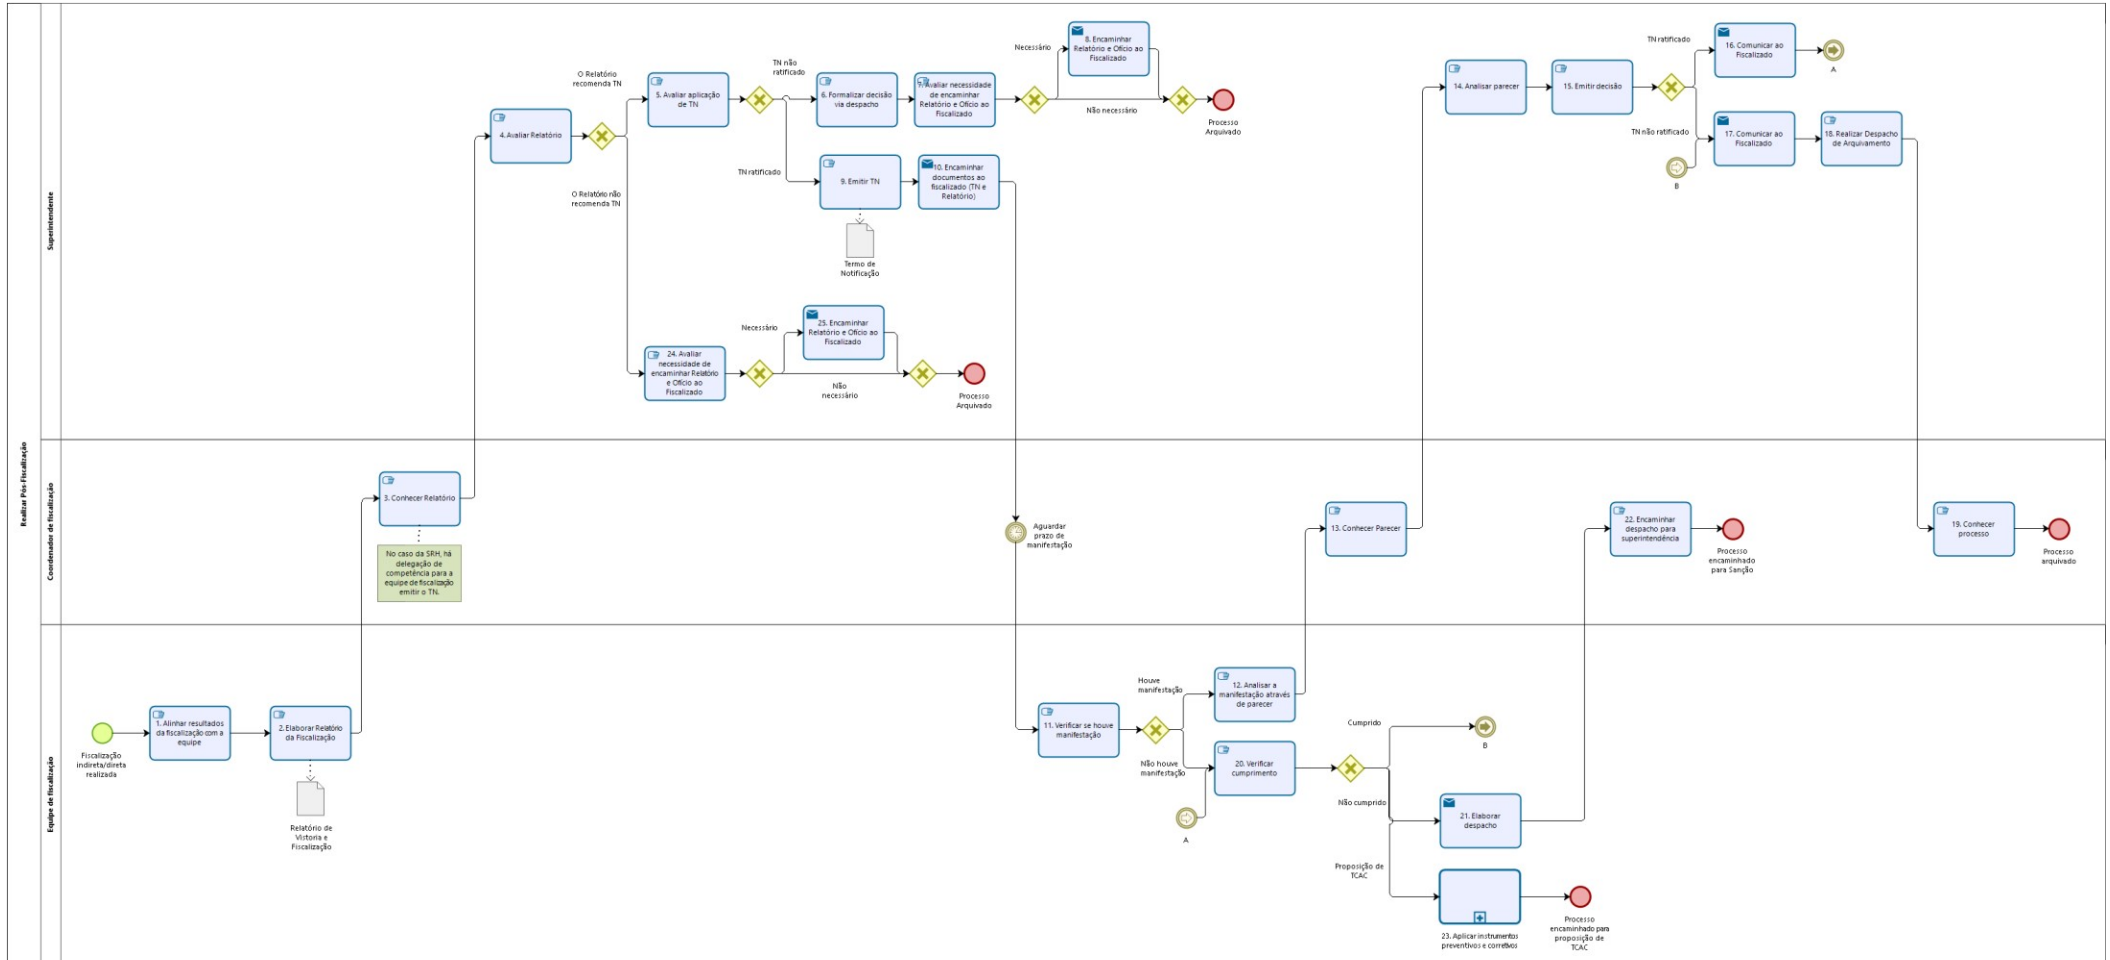 Realizar Pós-Fiscalização
Superintendente
4. Avaliar Relatório
O Relatório
recomenda TN
O Relatório não
recomenda TN
5. Avaliar aplicação
de TN
TN não
ratificado
TN ratificado
6. Formalizar decisão
via despacho
7. Avaliar necessidade
de encaminhar
Relatório e Ofício ao
Fiscalizado
Necessário
8. Encaminhar
Relatório e Ofício ao
Fiscalizado
Não necessário
Processo
Arquivado
9. Emitir TN
Termo de
Notificação
10. Encaminhar
documentos ao
fiscalizado (TN e
Relatório)
24. Avaliar
necessidade de
encaminhar Relatório
e Ofício ao
Fiscalizado
Necessário
25. Encaminhar
Relatório e Ofício ao
Fiscalizado
Não
necessário
Processo
Arquivado
14. Analisar parecer
15. Emitir decisão
TN ratificado
16. Comunicar ao
Fiscalizado
A
TN não ratificado
17. Comunicar ao
Fiscalizado
B
18. Realizar Despacho
de Arquivamento
Coordenador de fiscalização
3. Conhecer Relatório
No caso da SRH, há
delegação de
competência para a
equipe de fiscalização
emitir o TN.
Aguardar
prazo de
manifestação
13. Conhecer Parecer
22. Encaminhar
despacho para
superintendência
Processo
encaminhado
para Sanção
19. Conhecer
processo
Processo
arquivado
Equipe de fiscalização
Fiscalização
indireta/direta
realizada
1. Alinhar resultados
da fiscalização com a
equipe
2. Elaborar Relatório
da Fiscalização
Relatório de
Vistoria e
Fiscalização
11. Verificar se houve
manifestação
Houve
manifestação
12. Analisar a
manifestação através
de parecer
Não houve
manifestação
20. Verificar
cumprimento
A
Cumprido
B
Não cumprido
21. Elaborar
despacho
Proposição de
TCAC
23. Aplicar instrumentos
preventivos e corretivos
Processo
encaminhado para
proposição de
TCAC